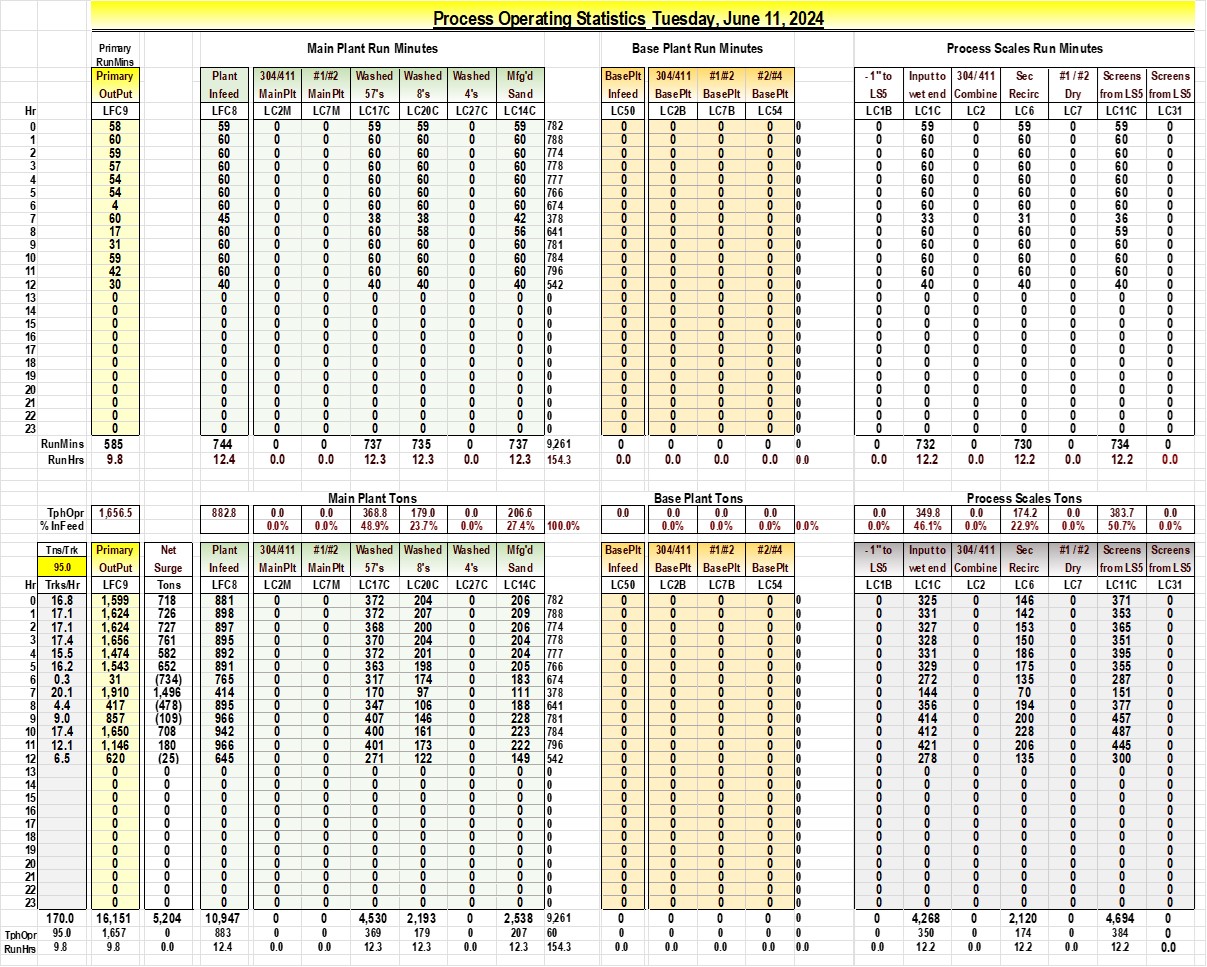 Process Operating Statistics Tuesday, June 11, 2024
Primary Main Plant Run Minutes Base Plant Run Minutes Process Scales Run Minutes
RunMins
Primary Plant 304/411 #1/#2 Washed Washed Washed Mfg'd BasePlt 304/411 #1/#2 #2/#4 - 1" to Input to 304/ 411 Sec #1 / #2 Screens Screens
OutPut Infeed MainPlt MainPlt 57's 8's 4's Sand Infeed BasePlt BasePlt BasePlt LS5 wet end Combine Recirc Dry from LS5 from LS5
Hr LFC9 LFC8 LC2M LC7M LC17C LC20C LC27C LC14C LC50 LC2B LC7B LC54 LC1B LC1C LC2 LC6 LC7 LC11C LC31
0 58 59 0 0 59 59 0 59 782 0 0 0 0 0 0 59 0 59 0 59 0
1 60 60 0 0 60 60 0 60 788 0 0 0 0 0 0 60 0 60 0 60 0
2 59 60 0 0 60 60 0 60 774 0 0 0 0 0 0 60 0 60 0 60 0
3 57 60 0 0 60 60 0 60 778 0 0 0 0 0 0 60 0 60 0 60 0
4 54 60 0 0 60 60 0 60 777 0 0 0 0 0 0 60 0 60 0 60 0
5 54 60 0 0 60 60 0 60 766 0 0 0 0 0 0 60 0 60 0 60 0
6 4 60 0 0 60 60 0 60 674 0 0 0 0 0 0 60 0 60 0 60 0
7 60 45 0 0 38 38 0 42 378 0 0 0 0 0 0 33 0 31 0 36 0
8 17 60 0 0 60 58 0 56 641 0 0 0 0 0 0 60 0 60 0 59 0
9 31 60 0 0 60 60 0 60 781 0 0 0 0 0 0 60 0 60 0 60 0
10 59 60 0 0 60 60 0 60 784 0 0 0 0 0 0 60 0 60 0 60 0
11 42 60 0 0 60 60 0 60 796 0 0 0 0 0 0 60 0 60 0 60 0
12 30 40 0 0 40 40 0 40 542 0 0 0 0 0 0 40 0 40 0 40 0
13 0 0 0 0 0 0 0 0 0 0 0 0 0 0 0 0 0 0 0 0 0
14 0 0 0 0 0 0 0 0 0 0 0 0 0 0 0 0 0 0 0 0 0
15 0 0 0 0 0 0 0 0 0 0 0 0 0 0 0 0 0 0 0 0 0
16 0 0 0 0 0 0 0 0 0 0 0 0 0 0 0 0 0 0 0 0 0
17 0 0 0 0 0 0 0 0 0 0 0 0 0 0 0 0 0 0 0 0 0
18 0 0 0 0 0 0 0 0 0 0 0 0 0 0 0 0 0 0 0 0 0
19 0 0 0 0 0 0 0 0 0 0 0 0 0 0 0 0 0 0 0 0 0
20 0 0 0 0 0 0 0 0 0 0 0 0 0 0 0 0 0 0 0 0 0
21 0 0 0 0 0 0 0 0 0 0 0 0 0 0 0 0 0 0 0 0 0
22 0 0 0 0 0 0 0 0 0 0 0 0 0 0 0 0 0 0 0 0 0
23 0 0 0 0 0 0 0 0 0 0 0 0 0 0 0 0 0 0 0 0 0
RunMins 585 744 0 0 737 735 0 737 9,261 0 0 0 0 0 0 732 0 730 0 734 0
Run Hrs 9.8 12.4 0.0 0.0 12.3 12.3 0.0 12.3 154.3 0.0 0.0 0.0 0.0 0.0 0.0 12.2 0.0 12.2 0.0 12.2 0.0
Main Plant Tons Base Plant Tons Process Scales Tons
TphOpr 1,656.5 882.8 0.0 0.0 368.8 179.0 0.0 206.6 0.0 0.0 0.0 0.0 0.0 349.8 0.0 174.2 0.0 383.7 0.0
% InFeed 0.0% 0.0% 48.9% 23.7% 0.0% 27.4% 100.0% 0.0% 0.0% 0.0% 0.0% 0.0% 46.1% 0.0% 22.9% 0.0% 50.7% 0.0%
Tns/Trk Primary Net Plant 304/411 #1/#2 Washed Washed Washed Mfg'd BasePlt 304/411 #1/#2 #2/#4 - 1" to Input to 304/ 411 Sec #1 / #2 Screens Screens
95.0 OutPut Surge Infeed MainPlt MainPlt 57's 8's 4's Sand Infeed BasePlt BasePlt BasePlt LS5 wet end Combine Recirc Dry from LS5 from LS5
Hr Trks/Hr LFC9 Tons LFC8 LC2M LC7M LC17C LC20C LC27C LC14C LC50 LC2B LC7B LC54 LC1B LC1C LC2 LC6 LC7 LC11C LC31
0 16.8 1,599 718 881 0 0 372 204 0 206 782 0 0 0 0 0 0 325 0 146 0 371 0
1 17.1 1,624 726 898 0 0 372 207 0 209 788 0 0 0 0 0 0 331 0 142 0 353 0
2 17.1 1,624 727 897 0 0 368 200 0 206 774 0 0 0 0 0 0 327 0 153 0 365 0
3 17.4 1,656 761 895 0 0 370 204 0 204 778 0 0 0 0 0 0 328 0 150 0 351 0
4 15.5 1,474 582 892 0 0 372 201 0 204 777 0 0 0 0 0 0 331 0 186 0 395 0
5 16.2 1,543 652 891 0 0 363 198 0 205 766 0 0 0 0 0 0 329 0 175 0 355 0
6 0.3 31 (734) 765 0 0 317 174 0 183 674 0 0 0 0 0 0 272 0 135 0 287 0
7 20.1 1,910 1,496 414 0 0 170 97 0 111 378 0 0 0 0 0 0 144 0 70 0 151 0
8 4.4 417 (478) 895 0 0 347 106 0 188 641 0 0 0 0 0 0 356 0 194 0 377 0
9 9.0 857 (109) 966 0 0 407 146 0 228 781 0 0 0 0 0 0 414 0 200 0 457 0
10 17.4 1,650 708 942 0 0 400 161 0 223 784 0 0 0 0 0 0 412 0 228 0 487 0
11 12.1 1,146 180 966 0 0 401 173 0 222 796 0 0 0 0 0 0 421 0 206 0 445 0
12 6.5 620 (25) 645 0 0 271 122 0 149 542 0 0 0 0 0 0 278 0 135 0 300 0
13 0 0 0 0 0 0 0 0 0 0 0 0 0 0 0 0 0 0 0 0 0 0
14 0 0 0 0 0 0 0 0 0 0 0 0 0 0 0 0 0 0 0 0 0 0
15 0 0 0 0 0 0 0 0 0 0 0 0 0 0 0 0 0 0 0 0 0 0
16 0 0 0 0 0 0 0 0 0 0 0 0 0 0 0 0 0 0 0 0 0 0
17 0 0 0 0 0 0 0 0 0 0 0 0 0 0 0 0 0 0 0 0 0 0
18 0 0 0 0 0 0 0 0 0 0 0 0 0 0 0 0 0 0 0 0 0 0
19 0 0 0 0 0 0 0 0 0 0 0 0 0 0 0 0 0 0 0 0 0 0
20 0 0 0 0 0 0 0 0 0 0 0 0 0 0 0 0 0 0 0 0 0 0
21 0 0 0 0 0 0 0 0 0 0 0 0 0 0 0 0 0 0 0 0 0 0
22 0 0 0 0 0 0 0 0 0 0 0 0 0 0 0 0 0 0 0 0 0 0
23 0 0 0 0 0 0 0 0 0 0 0 0 0 0 0 0 0 0 0 0 0 0
170.0 16,151 5,204 10,947 0 0 4,530 2,193 0 2,538 9,261 0 0 0 0 0 0 4,268 0 2,120 0 4,694 0
TphOpr 95.0 1,657 0 883 0 0 369 179 0 207 60 0 0 0 0 0 0 350 0 174 0 384 0
RunHrs 9.8 9.8 0.0 12.4 0.0 0.0 12.3 12.3 0.0 12.3 154.3 0.0 0.0 0.0 0.0 0.0 0.0 12.2 0.0 12.2 0.0 12.2 0.0